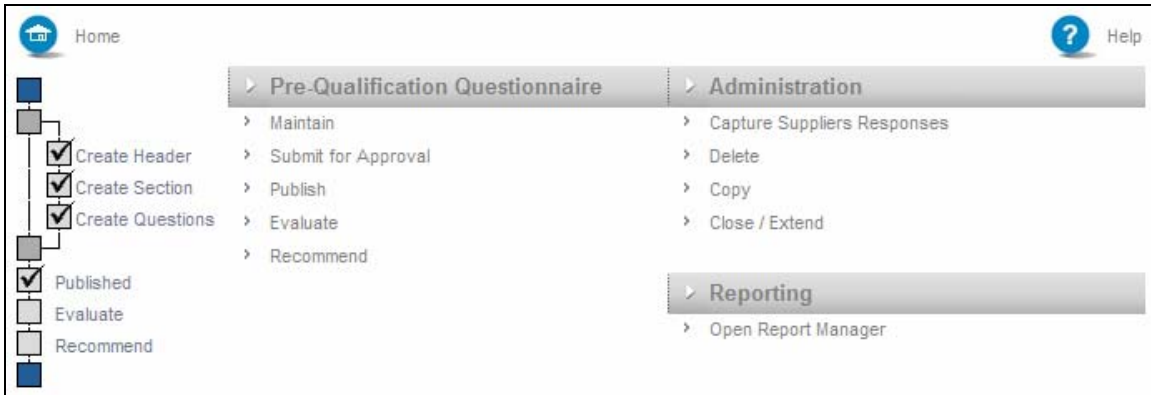 Home
? Help
Create Header
Create Section
Create Questions
Published
Evaluate
Recommend
Pre-Qualification Questionnaire
Maintain
Submit for Approval
Publish
Evaluate
Recommend
Administration
Capture Suppliers Responses
Delete
Copy
Close / Extend
Reporting
Open Report Manager